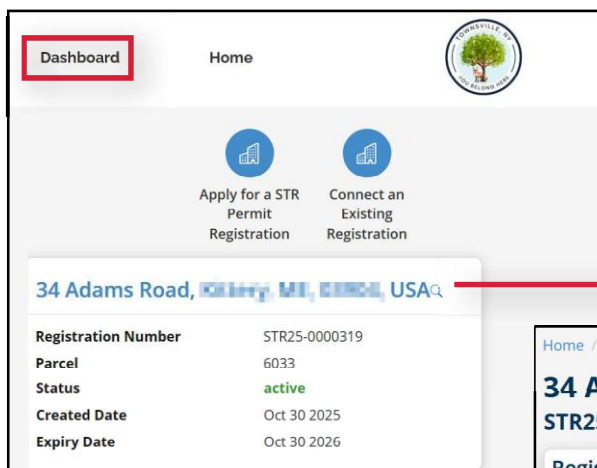 Dashboard
Home
TOWNSVILLE, NY
YOU BELONG HERE
Apply for a STR
Permit
Registration
Connect an
Existing
Registration
34 Adams Road, USA
Registration Number STR25-0000319
Parcel 6033
Status active
Created Date Oct 30 2025
Expiry Date Oct 30 2026
Home /
34 A
STR2
Regis